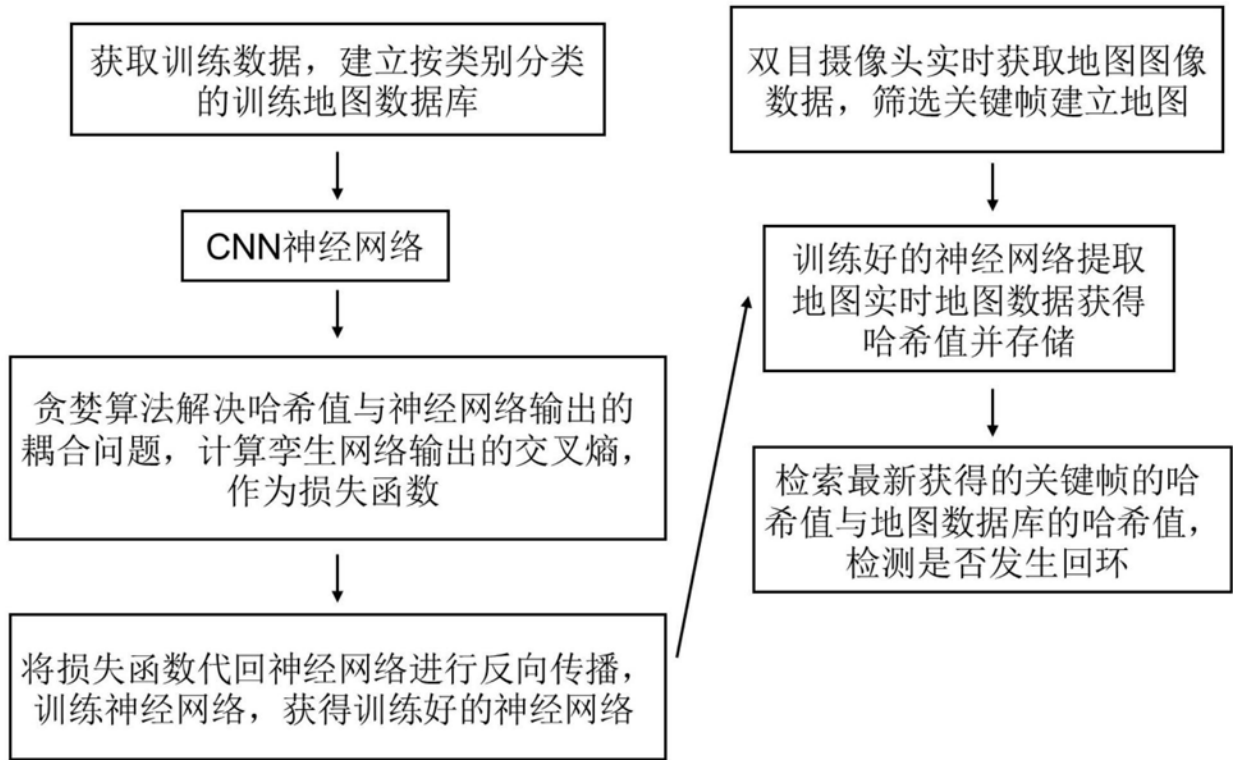 获取训练数据，建立按类别分类
的训练地图数据库
CNN神经网络
贪婪算法解决哈希值与神经网络输出的
耦合问题，计算孪生网络输出的交叉熵，
作为损失函数
将损失函数代回神经网络进行反向传播，
训练神经网络，获得训练好的神经网络
双目摄像头实时获取地图图像
数据，筛选关键帧建立地图
训练好的神经网络提取
地图实时地图数据获得
哈希值并存储
检索最新获得的关键帧的哈
希值与地图数据库的哈希值，
检测是否发生回环